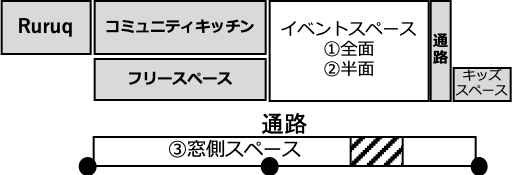 Ruruq
コミュニティキッチン
フリースペース
イベントスペース
①全面
②半面
通路
キッズ
スペース
通路
③窓側スペース